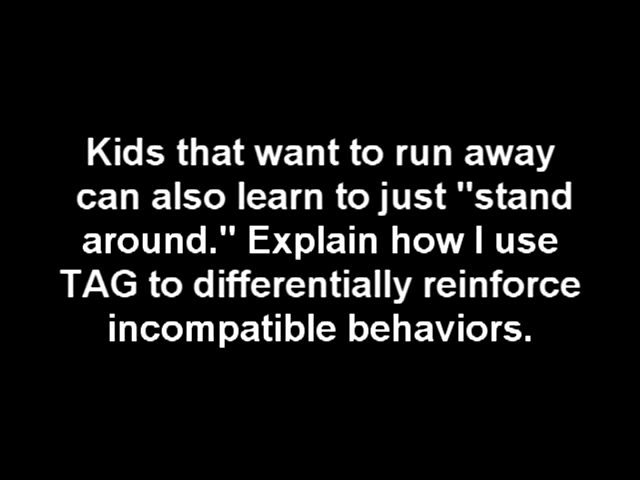 Kids that want to run away
can also learn to just "stand
around." Explain how I use
TAG to differentially reinforce
incompatible behaviors.